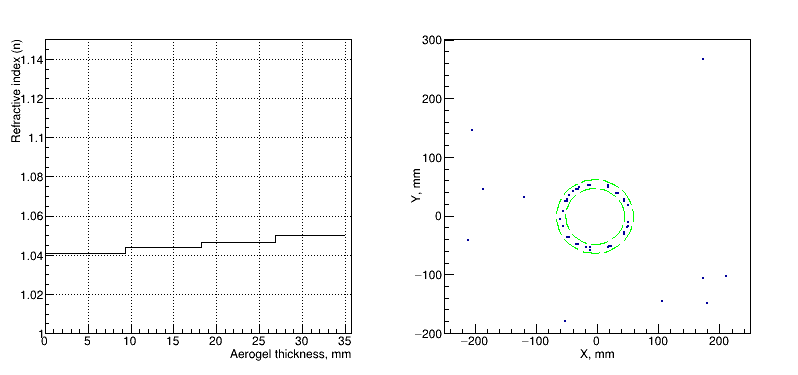 Refractive index (n)
1.14
1.12
1.1
1.08
1.06
1.04
1.02
1
0 5 10 15 20 25 30 35
Aerogel thickness, mm
Y, mm
300
200
100
0
−100
−200
−200 −100 0 100 200
X, mm